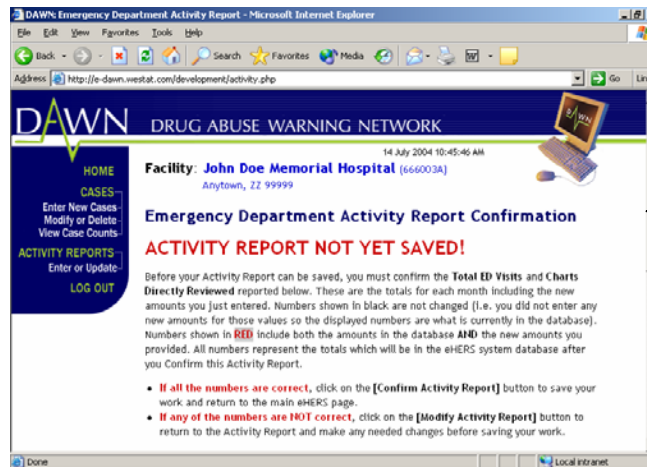 DAWN: Emergency Department Activity Report - Microsoft Internet Explorer
File Edit View Favorites Tools Help
Back Search Favorites Media
Address http://e-dawn.westat.com/development/activity.php Go
DAWN DRUG ABUSE WARNING NETWORK
14 July 2004 10:45:46 AM
HOME
CASES
Enter New Cases
Modify or Delete
View Case Counts
ACTIVITY REPORTS
Enter or Update
LOG OUT
Facility: John Doe Memorial Hospital (666003A)
Anytown, ZZ 99999
Emergency Department Activity Report Confirmation
ACTIVITY REPORT NOT YET SAVED!
Before your Activity Report can be saved, you must confirm the Total ED Visits and Charts
Directly Reviewed reported below. These are the totals for each month including the new
amounts you just entered. Numbers shown in black are not changed (i.e. you did not enter any
new amounts for those values so the displayed numbers are what is currently in the database).
Numbers shown in RED include both the amounts in the database AND the new amounts you
provided. All numbers represent the totals which will be in the eHERS system database after
you Confirm this Activity Report.
• If all the numbers are correct, click on the [Confirm Activity Report] button to save your
work and return to the main eHERS page.
• If any of the numbers are NOT correct, click on the [Modify Activity Report] button to
return to the Activity Report and make any needed changes before saving your work.
Done Local intranet